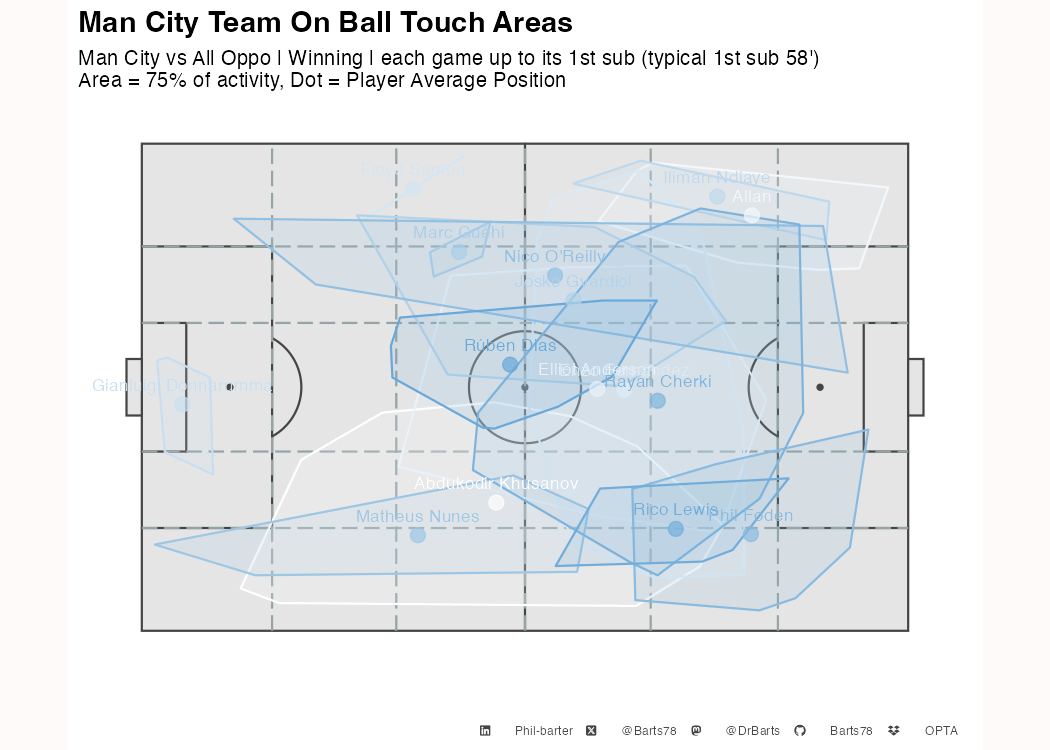 Man City Team On Ball Touch Areas
Man City vs All Oppo | Winning | each game up to its 1st sub (typical 1st sub 58')
Area = 75% of activity, Dot = Player Average Position
Iliman Ndiaye
Allan
Marc Guéhi
Nico O'Reilly
Joško Gvardiol
Rúben Dias
Elliot Anderson
Rayan Cherki
Gianluigi Donnarumma
Abdukodir Khusanov
Matheus Nunes
Rico Lewis
Phil Foden
Phil-barter @Barts78 @DrBarts Barts78 OPTA